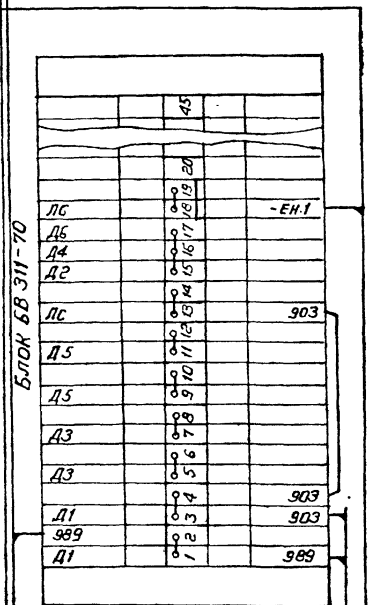 БЛОК БВ 311-70
45
20
19
ЛС 18 -ЕН.1
Д6 17
Д4 16
Д2 15
14
ЛС 13 903
12
Д5 11
10
Д5 9
8
Д3 7
6
Д3 5
4 903
Д1 3 903
989 2
Д1 1 989